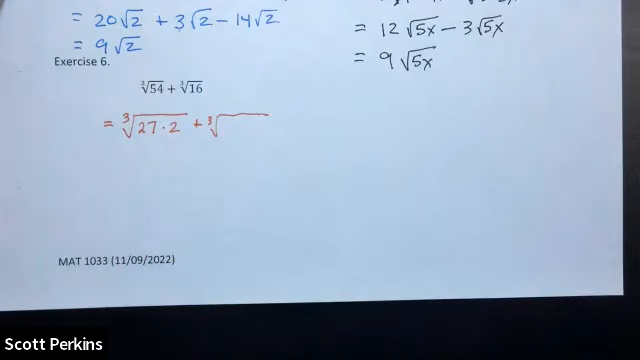 = 20√2 + 3√2 − 14√2
= 9√2
= 12√5x − 3√5x
= 9√5x
Exercise 6.
∛54 + ∛16
= ∛27·2 + ∛
MAT 1033 (11/09/2022)
Scott Perkins